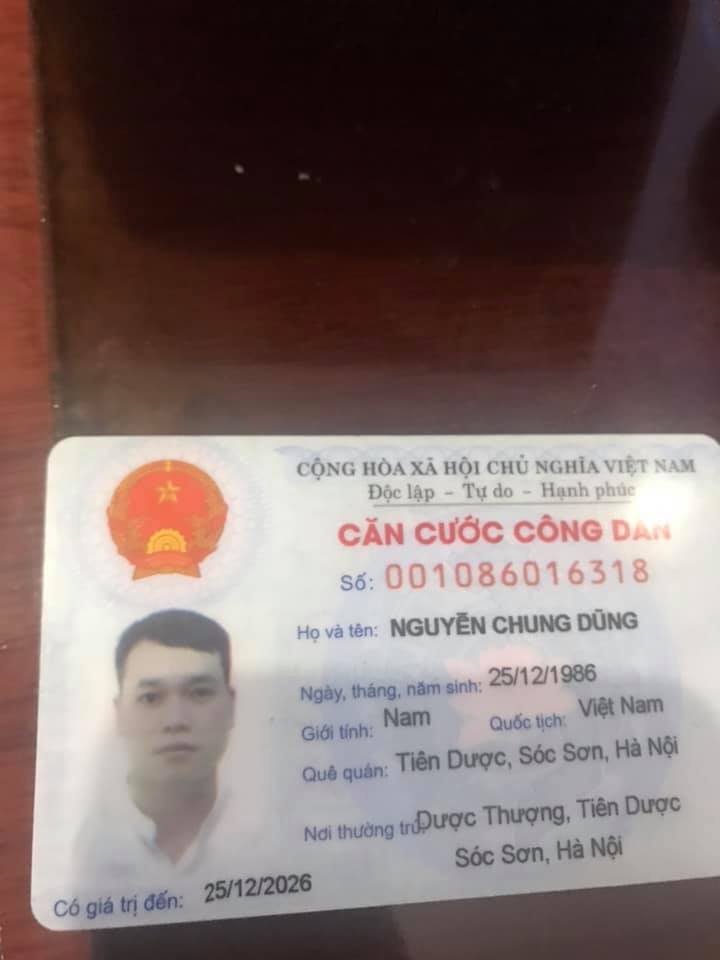 CỘNG HÒA XÃ HỘI CHỦ NGHĨA VIỆT NAM
Độc lập - Tự do - Hạnh phúc
CĂN CƯỚC CÔNG DÂN
Số: 001086016318
Họ và tên: NGUYỄN CHUNG DŨNG
Ngày, tháng, năm sinh: 25/12/1986
Giới tính: Nam Quốc tịch: Việt Nam
Quê quán: Tiên Dược, Sóc Sơn, Hà Nội
Nơi thường trú: Dược Thượng, Tiên Dược
Sóc Sơn, Hà Nội
Có giá trị đến: 25/12/2026